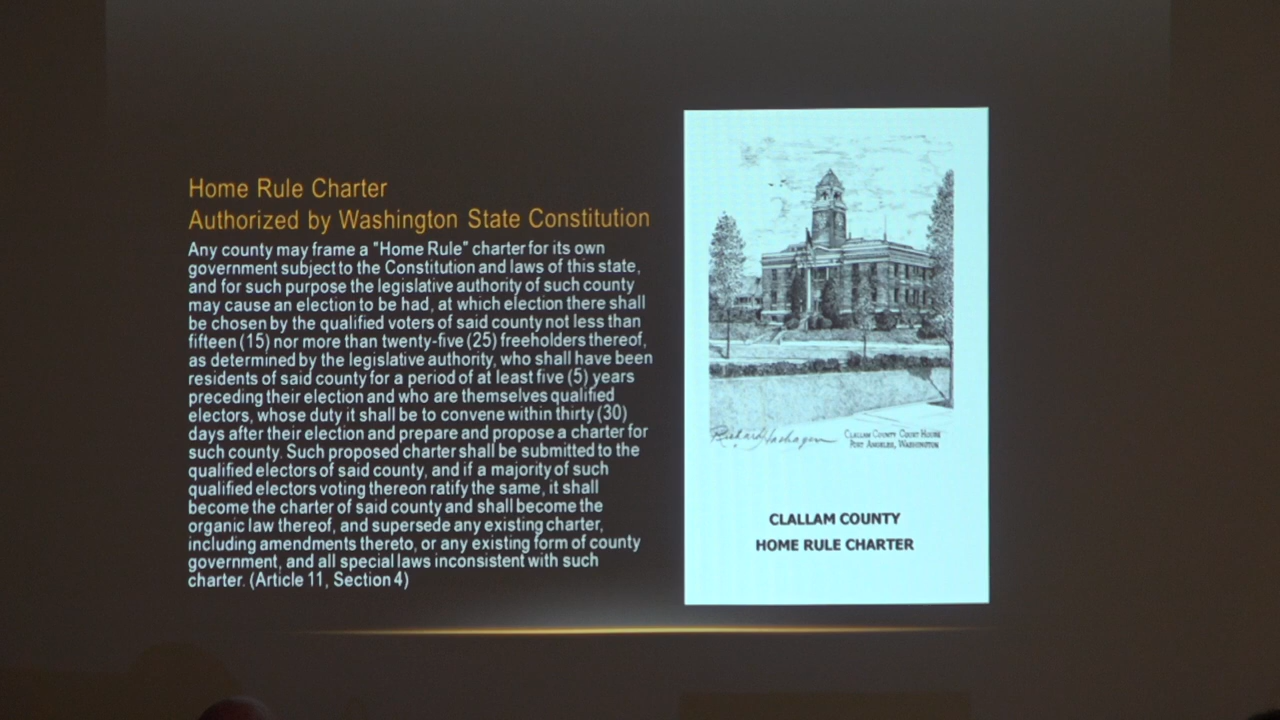 Home Rule Charter
Authorized by Washington State Constitution
Any county may frame a "Home Rule" charter for its own
government subject to the Constitution and laws of this state,
and for such purpose the legislative authority of such county
may cause an election to be had, at which election there shall
be chosen by the qualified voters of said county not less than
fifteen (15) nor more than twenty-five (25) freeholders thereof,
as determined by the legislative authority, who shall have been
residents of said county for a period of at least five (5) years
preceding their election and who are themselves qualified
electors, whose duty it shall be to convene within thirty (30)
days after their election and prepare and propose a charter for
such county. Such proposed charter shall be submitted to the
qualified electors of said county, and if a majority of such
qualified electors voting thereon ratify the same, it shall
become the charter of said county and shall become the
organic law thereof, and supersede any existing charter,
including amendments thereto, or any existing form of county
government, and all special laws inconsistent with such
charter. (Article 11, Section 4)
Richard
CLALLAM COUNTY COURT HOUSE
PORT ANGELES, WASHINGTON
CLALLAM COUNTY
HOME RULE CHARTER